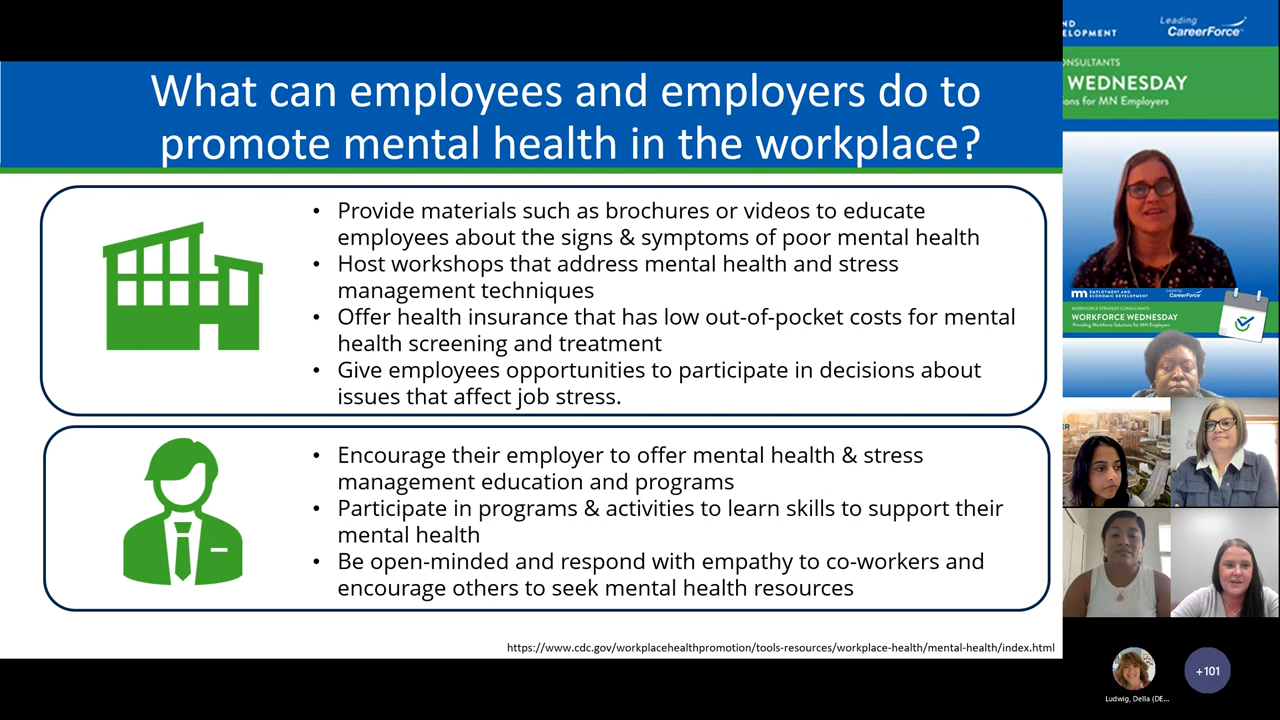 What can employees and employers do to
promote mental health in the workplace?
• Provide materials such as brochures or videos to educate
employees about the signs & symptoms of poor mental health
• Host workshops that address mental health and stress
management techniques
• Offer health insurance that has low out-of-pocket costs for mental
health screening and treatment
• Give employees opportunities to participate in decisions about
issues that affect job stress.
• Encourage their employer to offer mental health & stress
management education and programs
• Participate in programs & activities to learn skills to support their
mental health
• Be open-minded and respond with empathy to co-workers and
encourage others to seek mental health resources
https://www.cdc.gov/workplacehealthpromotion/tools-resources/workplace-health/mental-health/index.html
ND
ELOPMENT
Leading
CareerForce
ONSULTANTS
WEDNESDAY
ons for MN Employers
mn EMPLOYMENT AND
ECONOMIC DEVELOPMENT
Leading
CareerForce
WORKFORCE STRATEGY CONSULTANTS
WORKFORCE WEDNESDAY
Providing Workforce Solutions for MN Employers
ER
Ludwig, Della (DE...
+101